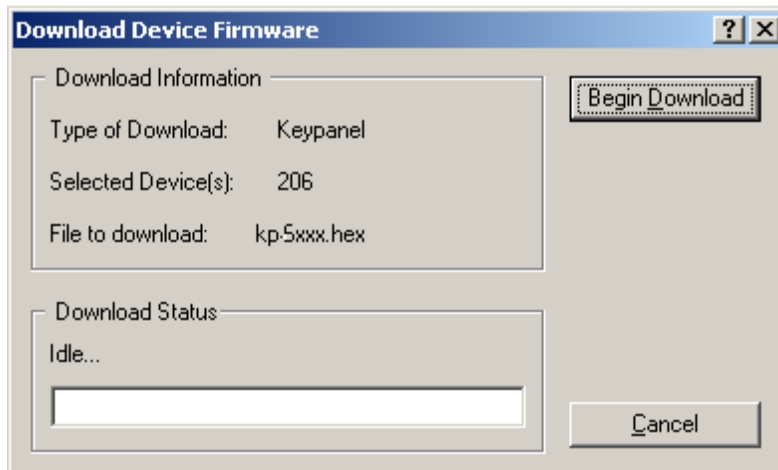 Download Device Firmware
Download Information
Begin Download
Type of Download: Keypanel
Selected Device(s): 206
File to download: kp-5xxx.hex
Download Status
Idle...
Cancel